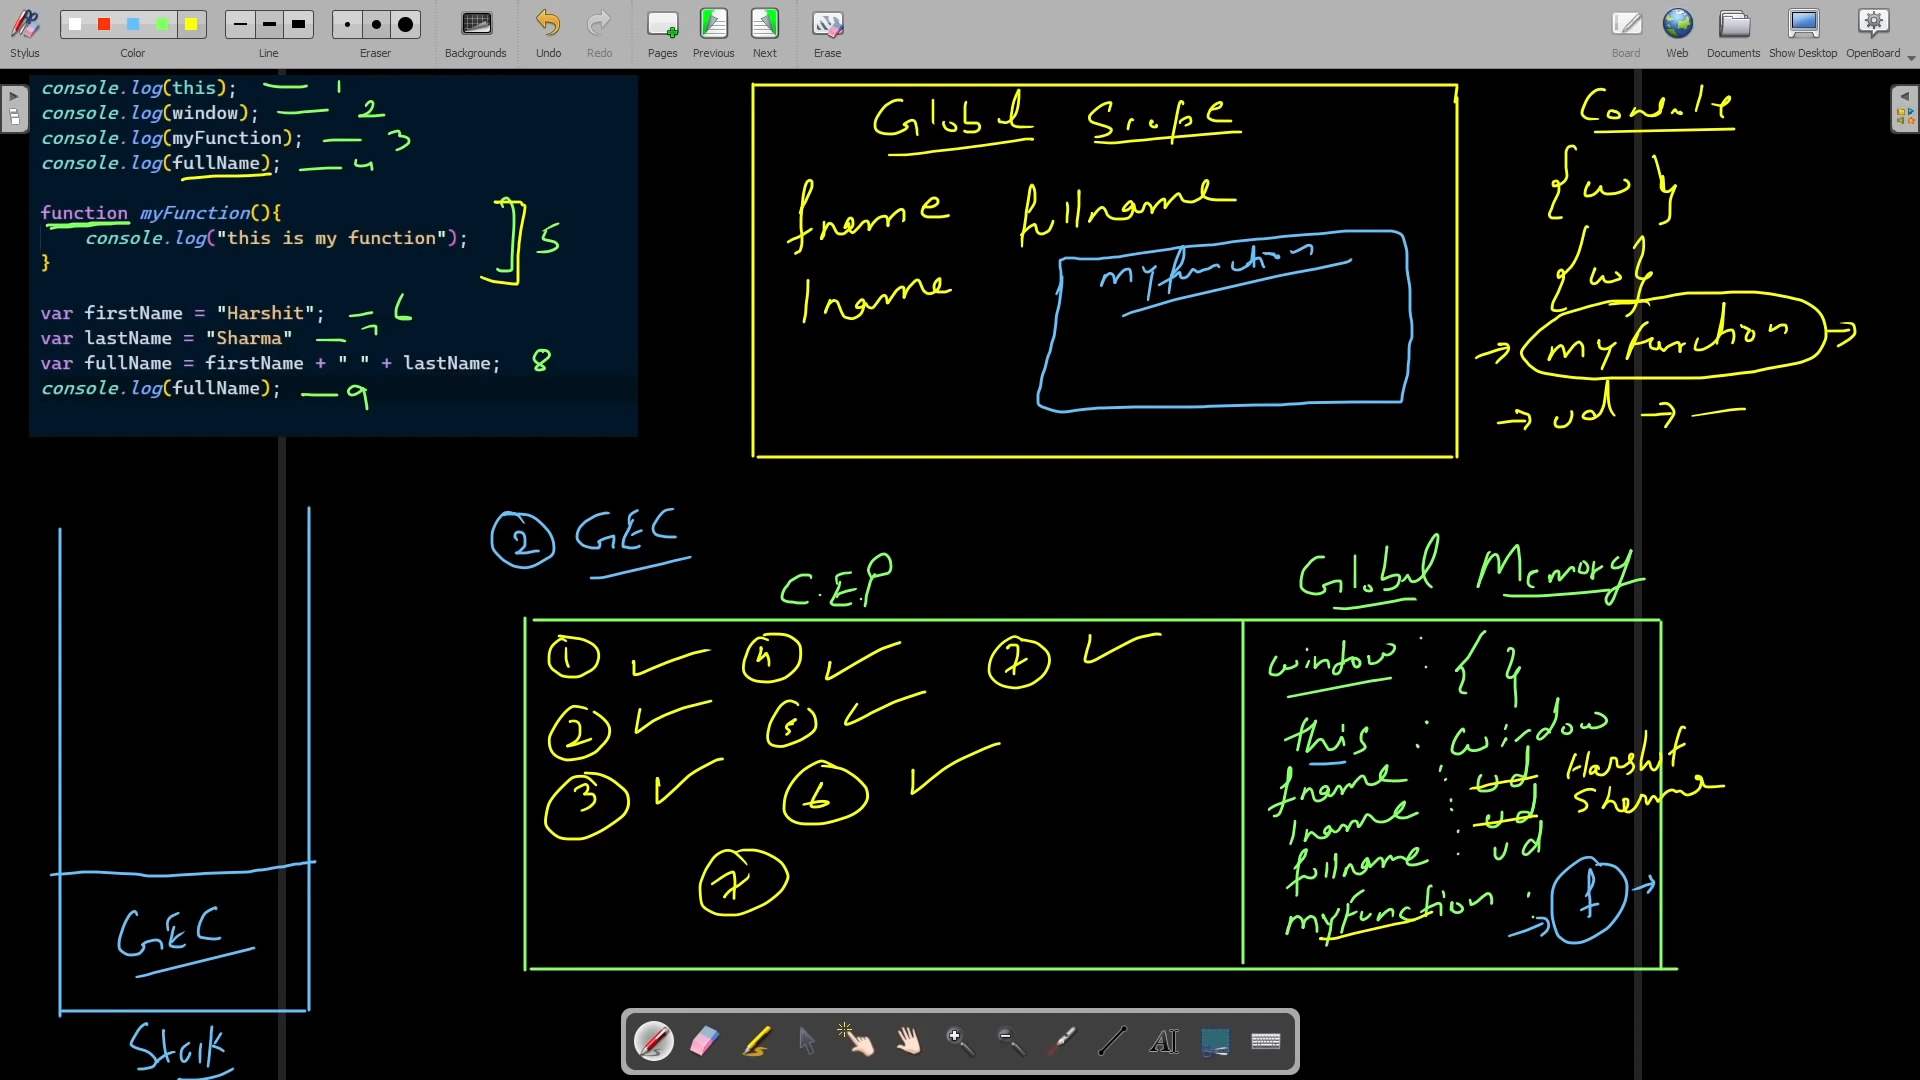 Stylus Color Line Eraser Backgrounds Undo Redo Pages Previous Next Erase Board Web Documents Show Desktop OpenBoard
console.log(this); — 1
console.log(window); — 2
console.log(myFunction); — 3
console.log(fullName); — 4
function myFunction(){
console.log("this is my function");
} 5
var firstName = "Harshit"; — 6
var lastName = "Sharma" — 7
var fullName = firstName + " " + lastName; 8
console.log(fullName); — 9
Global Scope
fname fullname
lname
myfunction
Console
{ w }
{ w }
→ myfunction →
→ ud → —
② GEC
C.E.P
① ✓ ④ ✓ ⑦ ✓
② ✓ ⑤ ✓
③ ✓ ⑥ ✓
⑦
Global Memory
window : { }
this : window
fname : ud Harshit
lname : ud Sharma
fullname : ud
myfunction : → f →
GEC
Stack
AI